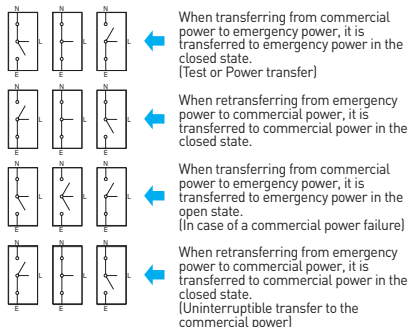 N N N
L
E E E
When transferring from commercial
power to emergency power, it is
transferred to emergency power in the
closed state.
(Test or Power transfer)
N N N
L
E E E
When retransferring from emergency
power to commercial power, it is
transferred to commercial power in the
closed state.
N N N
L
E E E
When transferring from commercial
power to emergency power, it is
transferred to emergency power in the
open state.
(In case of a commercial power failure)
N N N
L
E E E
When retransferring from emergency
power to commercial power, it is
transferred to commercial power in the
closed state.
(Uninterruptible transfer to the
commercial power)